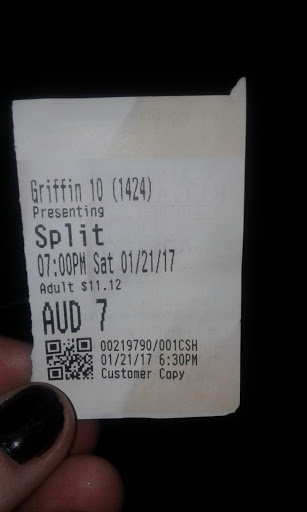 Griffin 10 (1424)
Presenting
Split
07:00PM Sat 01/21/17
Adult $11.12
AUD 7
00219790/001CSH
01/21/17 6:30PM
Customer Copy